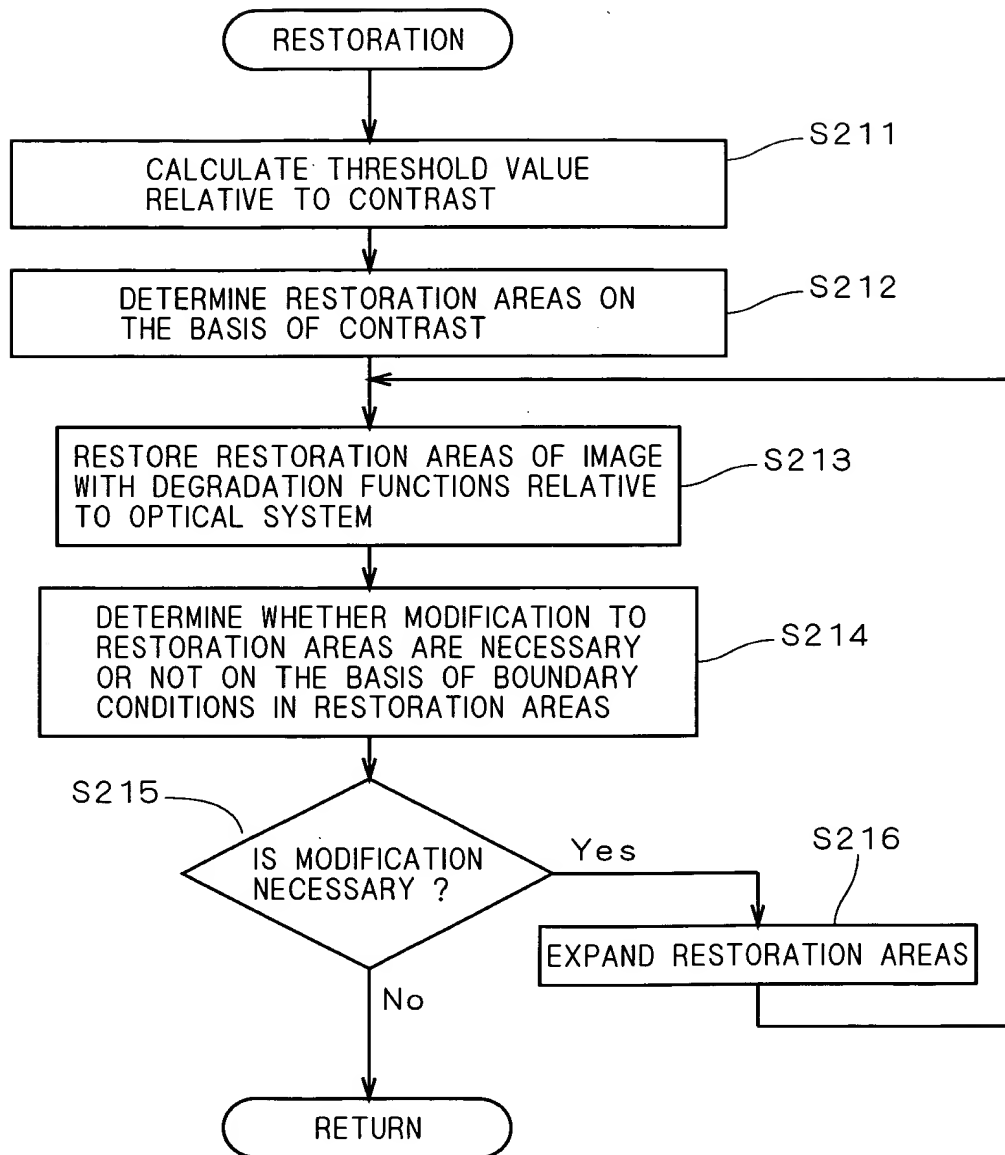 RESTORATION
S211
CALCULATE THRESHOLD VALUE
RELATIVE TO CONTRAST
S212
DETERMINE RESTORATION AREAS ON
THE BASIS OF CONTRAST
S213
RESTORE RESTORATION AREAS OF IMAGE
WITH DEGRADATION FUNCTIONS RELATIVE
TO OPTICAL SYSTEM
S214
DETERMINE WHETHER MODIFICATION TO
RESTORATION AREAS ARE NECESSARY
OR NOT ON THE BASIS OF BOUNDARY
CONDITIONS IN RESTORATION AREAS
S215
IS MODIFICATION
NECESSARY ?
Yes
S216
EXPAND RESTORATION AREAS
No
RETURN